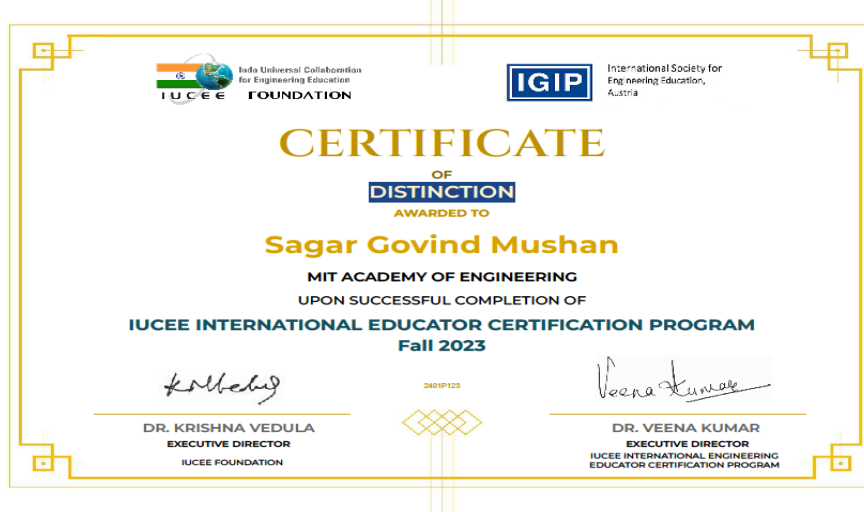 Indo Universal Collaboration
for Engineering Education
IUCEE FOUNDATION
IGIP
International Society for
Engineering Education,
Austria
CERTIFICATE
OF
DISTINCTION
AWARDED TO
Sagar Govind Mushan
MIT ACADEMY OF ENGINEERING
UPON SUCCESSFUL COMPLETION OF
IUCEE INTERNATIONAL EDUCATOR CERTIFICATION PROGRAM
Fall 2023
2401P123
Veena Kumar
DR. KRISHNA VEDULA
EXECUTIVE DIRECTOR
IUCEE FOUNDATION
DR. VEENA KUMAR
EXECUTIVE DIRECTOR
IUCEE INTERNATIONAL ENGINEERING
EDUCATOR CERTIFICATION PROGRAM